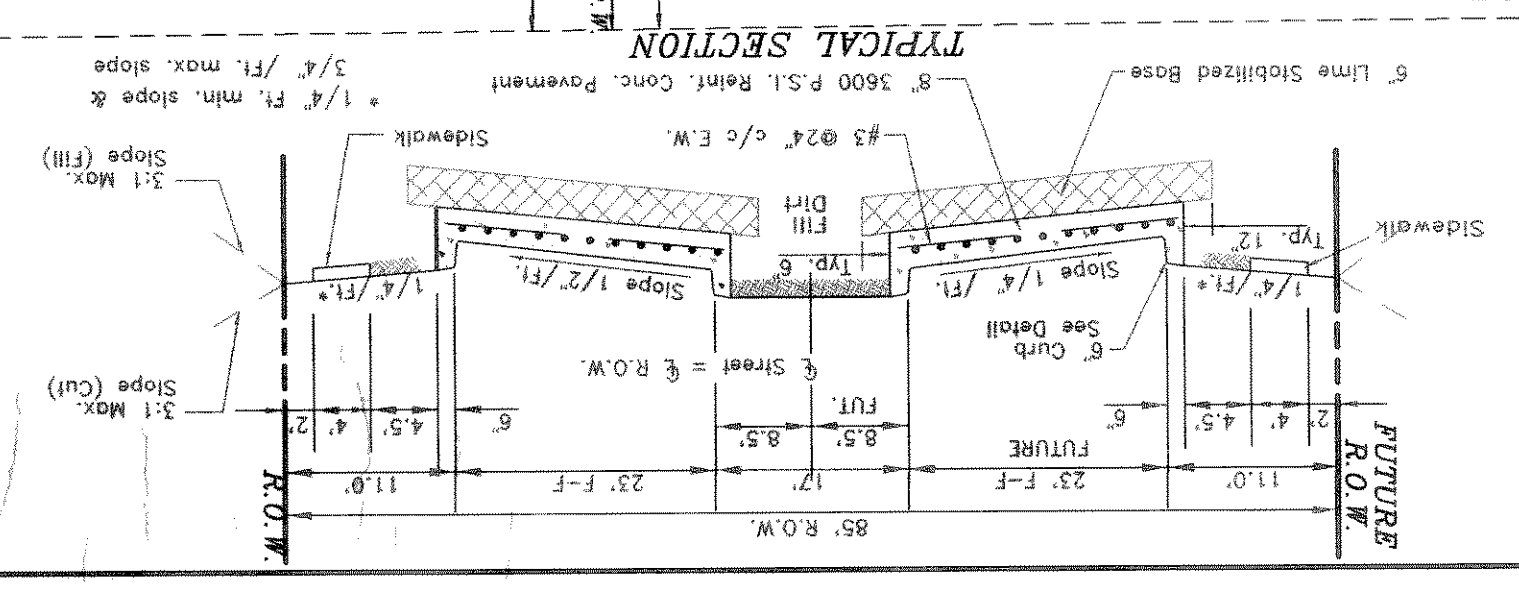 85' R.O.W.
FUTURE
R.O.W.
11.0'
23' F-F
FUTURE
17'
23' F-F
11.0'
R.O.W.
2'
4'
4.5'
6"
8.5'
FUT.
8.5'
6"
4.5'
4'
2'
3:1 Max.
Slope (Cut)
6" Curb
See Detail
℄ Street = ℄ R.O.W.
1/4"/Ft.*
Slope 1/4" /Ft.
Typ. 6"
Slope 1/2"/Ft.
1/4"/Ft.*
Sidewalk
Typ. 12"
Fill
Dirt
3:1 Max.
Slope (Fill)
#3 @24" c/c E.W.
Sidewalk
6" Lime Stabilized Base
8" 3600 P.S.I. Reinf. Conc. Pavement
* 1/4" Ft. min. slope &
3/4" /Ft. max. slope
TYPICAL SECTION